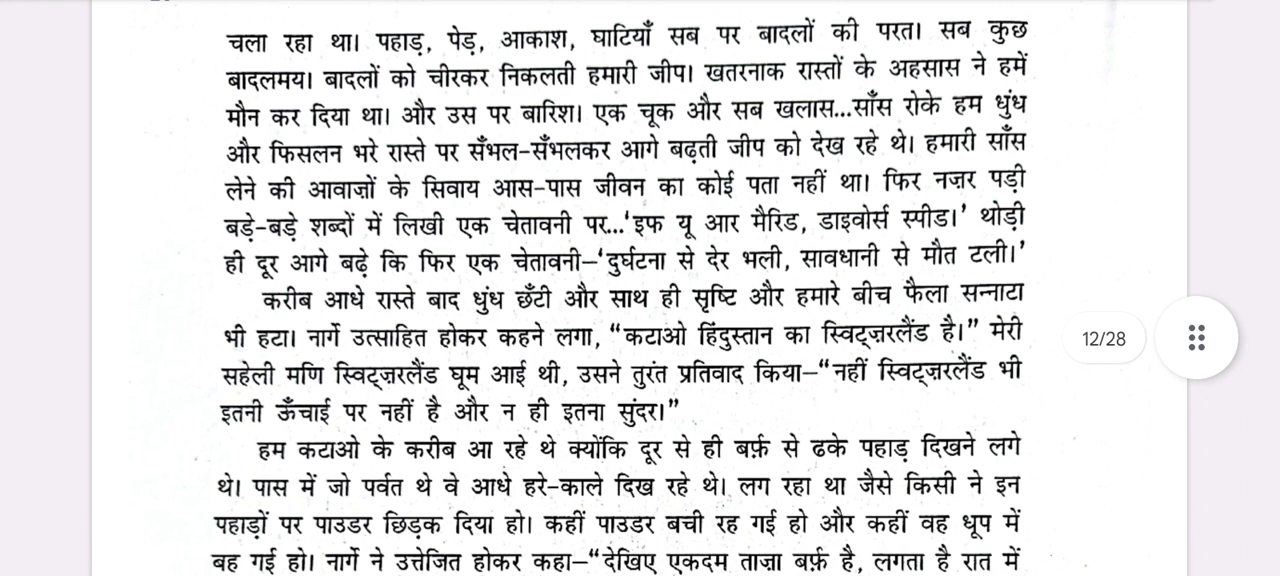 चला रहा था। पहाड़, पेड़, आकाश, घाटियाँ सब पर बादलों की परत। सब कुछ
बादलमय। बादलों को चीरकर निकलती हमारी जीप। खतरनाक रास्तों के अहसास ने हमें
मौन कर दिया था। और उस पर बारिश। एक चूक और सब खलास...साँस रोके हम धुंध
और फिसलन भरे रास्ते पर सँभल-सँभलकर आगे बढ़ती जीप को देख रहे थे। हमारी साँस
लेने की आवाज़ों के सिवाय आस-पास जीवन का कोई पता नहीं था। फिर नज़र पड़ी
बड़े-बड़े शब्दों में लिखी एक चेतावनी पर...‘इफ यू आर मैरिड, डाइवोर्स स्पीड।’ थोड़ी
ही दूर आगे बढ़े कि फिर एक चेतावनी–‘दुर्घटना से देर भली, सावधानी से मौत टली।’
करीब आधे रास्ते बाद धुंध छँटी और साथ ही सृष्टि और हमारे बीच फैला सन्नाटा
भी हटा। नार्गे उत्साहित होकर कहने लगा, “कटाओ हिंदुस्तान का स्विट्ज़रलैंड है।” मेरी
सहेली मणि स्विट्ज़रलैंड घूम आई थी, उसने तुरंत प्रतिवाद किया–“नहीं स्विट्ज़रलैंड भी
इतनी ऊँचाई पर नहीं है और न ही इतना सुंदर।”
हम कटाओ के करीब आ रहे थे क्योंकि दूर से ही बर्फ़ से ढके पहाड़ दिखने लगे
थे। पास में जो पर्वत थे वे आधे हरे-काले दिख रहे थे। लग रहा था जैसे किसी ने इन
पहाड़ों पर पाउडर छिड़क दिया हो। कहीं पाउडर बची रह गई हो और कहीं वह धूप में
बह गई हो। नार्गे ने उत्तेजित होकर कहा–“देखिए एकदम ताज़ा बर्फ़ है, लगता है रात में
12/28